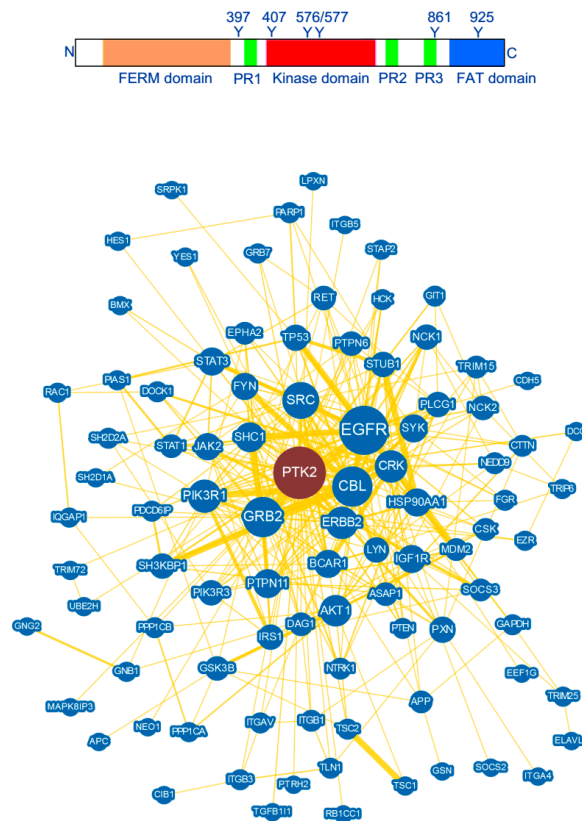 397 407 576/577 861 925
Y Y Y Y Y Y
N C
FERM domain PR1 Kinase domain PR2 PR3 FAT domain
LPXN
SRPK1
PARP1
ITGB5
HES1
STAP2
YES1 GRB7
RET HCK GIT1
BMX
EPHA2 TP53 PTPN6 NCK1
STAT3 STUB1 TRIM15
PIAS1 FYN CDH5
RAC1 DOCK1 SRC PLCG1 NCK2
EGFR SYK DCC
SH2D2A STAT1 JAK2 SHC1 CTTN
SH2D1A PTK2 CRK NEDD9
CBL TRIP6
PIK3R1 HSP90AA1 FGR
IQGAP1 PDCD6IP GRB2 ERBB2 CSK
LYN MDM2 EZR
SH3KBP1 BCAR1 IGF1R
TRIM72 PTPN11 SOCS3
UBE2H PIK3R3 ASAP1
AKT1
GNG2 PPP1CB DAG1 PTEN PXN GAPDH
IRS1
GNB1 GSK3B NTRK1 EEF1G
APP TRIM25
MAPK8IP3 NEO1 ITGAV ITGB1
APC PPP1CA TSC2 ELAVL
TLN1 GSN SOCS2 ITGA4
ITGB3 PTRH2 TSC1
CIB1
TGFB1I1 RB1CC1